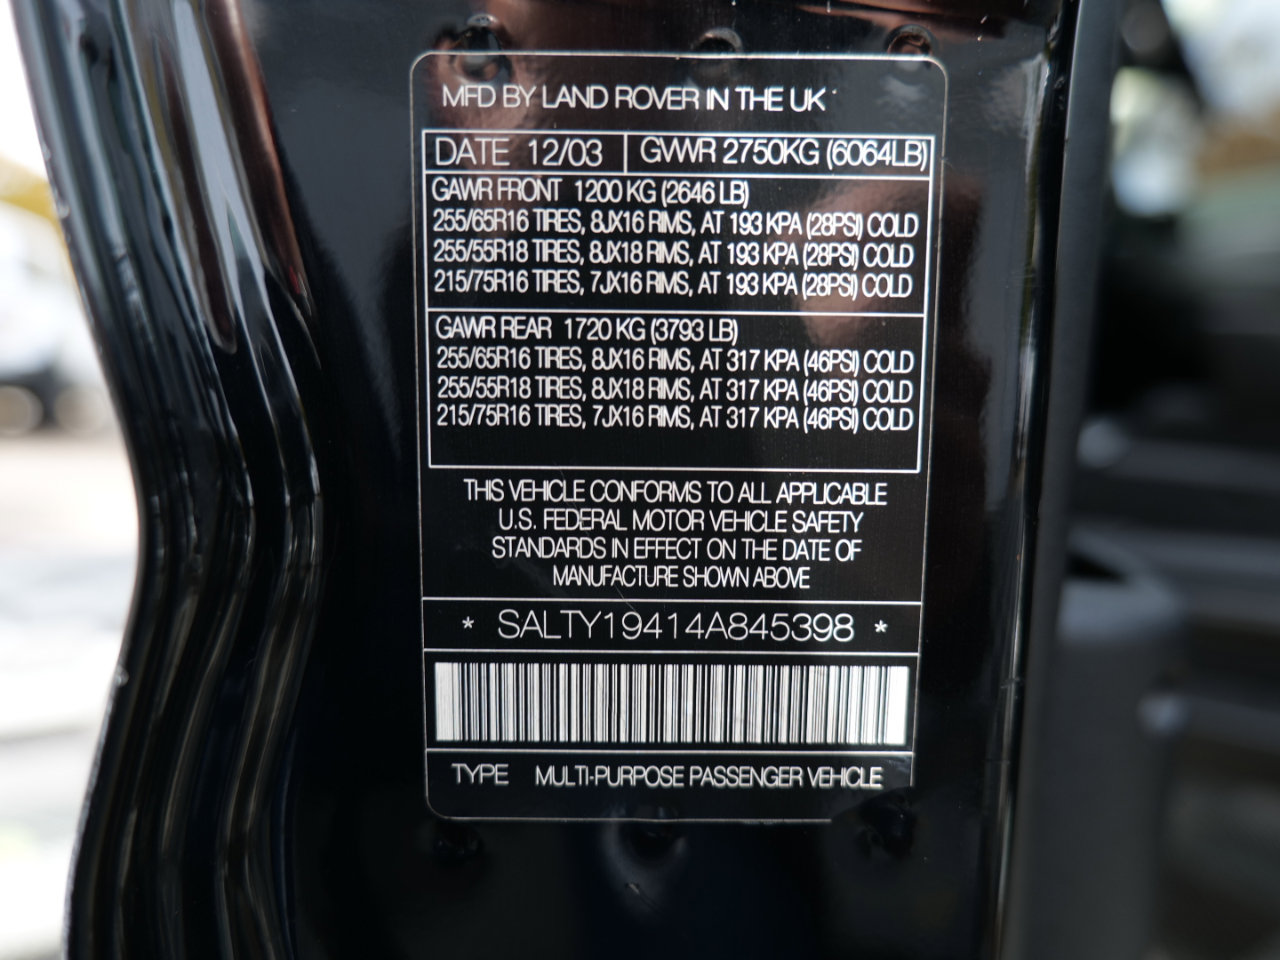 MFD BY LAND ROVER IN THE UK
DATE 12/03 GWWR 2750KG (6064LB)
GAWR FRONT 1200 KG (2646 LB)
255/65R16 TIRES, 8JX16 RIMS, AT 193 KPA (28PSI) COLD
255/55R18 TIRES, 8JX18 RIMS, AT 193 KPA (28PSI) COLD
215/75R16 TIRES, 7JX16 RIMS, AT 193 KPA (28PSI) COLD
GAWR REAR 1720 KG (3793 LB)
255/65R16 TIRES, 8JX16 RIMS, AT 317 KPA (46PSI) COLD
255/55R18 TIRES, 8JX18 RIMS, AT 317 KPA (46PSI) COLD
215/75R16 TIRES, 7JX16 RIMS, AT 317 KPA (46PSI) COLD
THIS VEHICLE CONFORMS TO ALL APPLICABLE
U.S. FEDERAL MOTOR VEHICLE SAFETY
STANDARDS IN EFFECT ON THE DATE OF
MANUFACTURE SHOWN ABOVE
* SALTY19414A845398 *
TYPE MULTI-PURPOSE PASSENGER VEHICLE